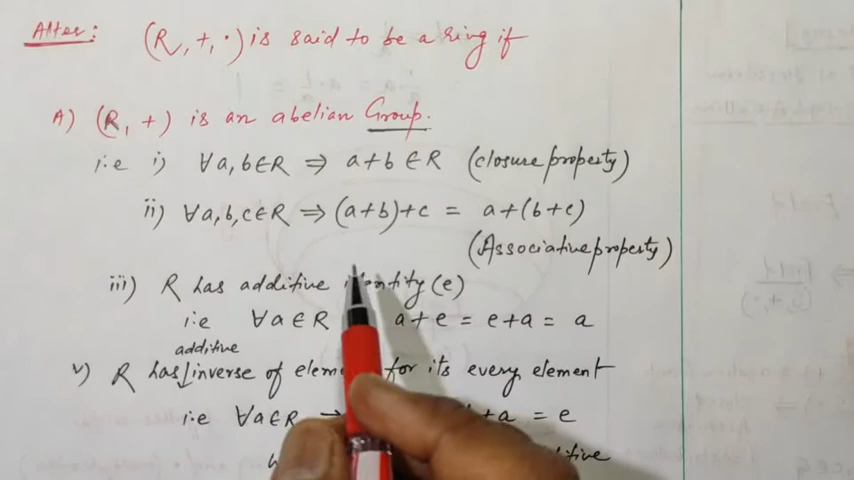 Alter: (R, +, ·) is said to be a ring if
A) (R, +) is an abelian Group.
i.e i) ∀a,b∈R ⇒ a+b ∈R (closure property)
ii) ∀a,b,c∈R ⇒ (a+b)+c = a+(b+c)
(Associative property)
iii) R has additive identity (e)
i.e ∀a∈R a+e = e+a = a
additive
v) R has inverse of for its every element
i.e ∀a∈R → +a = e